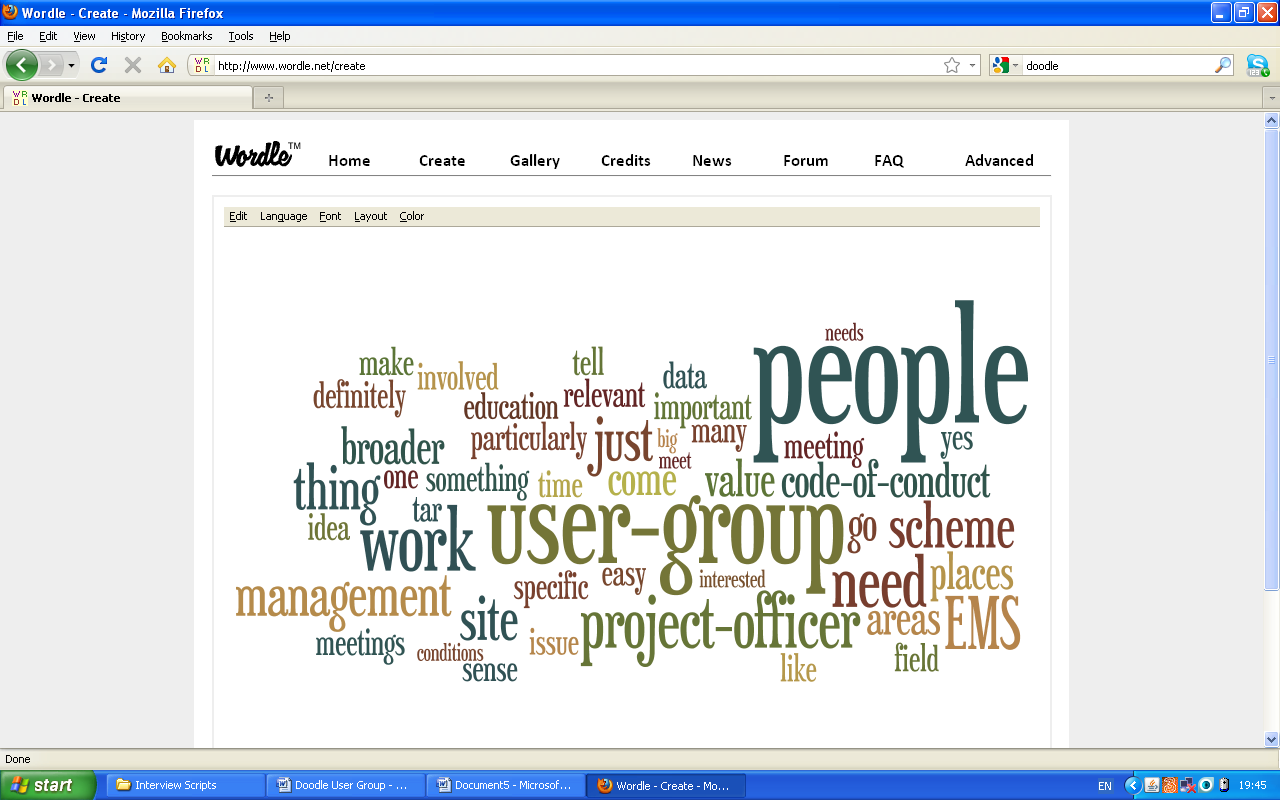 Wordle - Create - Mozilla Firefox
File Edit View History Bookmarks Tools Help
http://www.wordle.net/create
doodle
Wordle - Create
Wordle™ Home Create Gallery Credits News Forum FAQ Advanced
Edit Language Font Layout Color
needs
people
make
involved
tell
data
definitely
education
relevant
important
broader
particularly
just
big
many
meeting
yes
meet
thing
one
something
time
come
value
code-of-conduct
idea
tar
work
user-group
go
scheme
management
specific
easy
interested
need
places
site
project-officer
areas
EMS
meetings
conditions
issue
sense
like
field
Done
start Interview Scripts Doodle User Group - ... Document5 - Microsof... Wordle - Create - Mo... EN 19:45